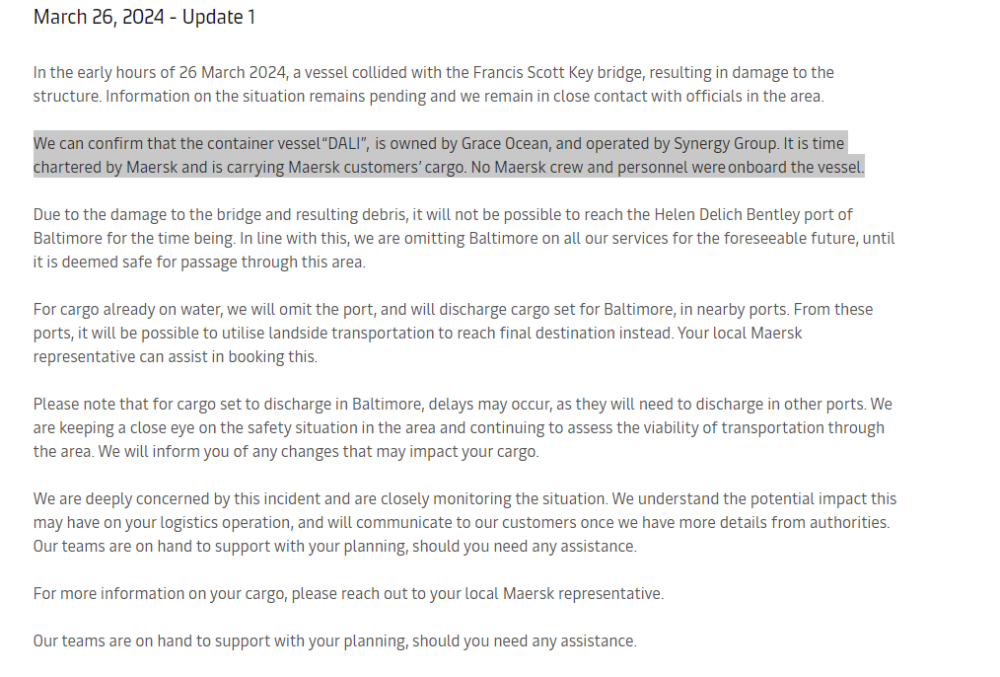 March 26, 2024 - Update 1
In the early hours of 26 March 2024, a vessel collided with the Francis Scott Key bridge, resulting in damage to the
structure. Information on the situation remains pending and we remain in close contact with officials in the area.
We can confirm that the container vessel “DALI”, is owned by Grace Ocean, and operated by Synergy Group. It is time
chartered by Maersk and is carrying Maersk customers’ cargo. No Maersk crew and personnel were onboard the vessel.
Due to the damage to the bridge and resulting debris, it will not be possible to reach the Helen Delich Bentley port of
Baltimore for the time being. In line with this, we are omitting Baltimore on all our services for the foreseeable future, until
it is deemed safe for passage through this area.
For cargo already on water, we will omit the port, and will discharge cargo set for Baltimore, in nearby ports. From these
ports, it will be possible to utilise landside transportation to reach final destination instead. Your local Maersk
representative can assist in booking this.
Please note that for cargo set to discharge in Baltimore, delays may occur, as they will need to discharge in other ports. We
are keeping a close eye on the safety situation in the area and continuing to assess the viability of transportation through
the area. We will inform you of any changes that may impact your cargo.
We are deeply concerned by this incident and are closely monitoring the situation. We understand the potential impact this
may have on your logistics operation, and will communicate to our customers once we have more details from authorities.
Our teams are on hand to support with your planning, should you need any assistance.
For more information on your cargo, please reach out to your local Maersk representative.
Our teams are on hand to support with your planning, should you need any assistance.